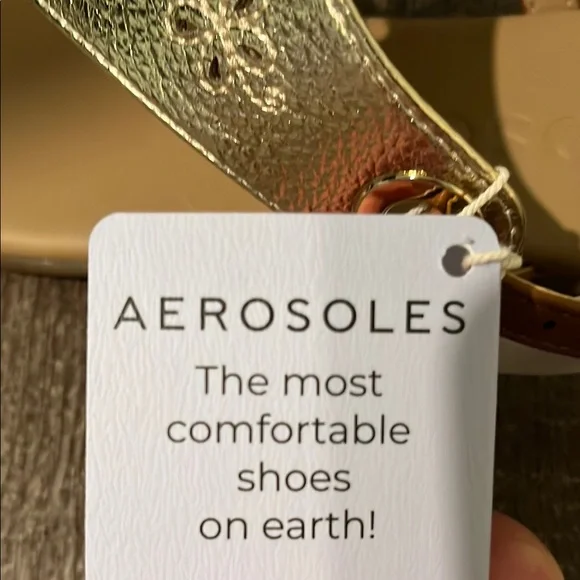 AEROSOLES
The most
comfortable
shoes
on earth!